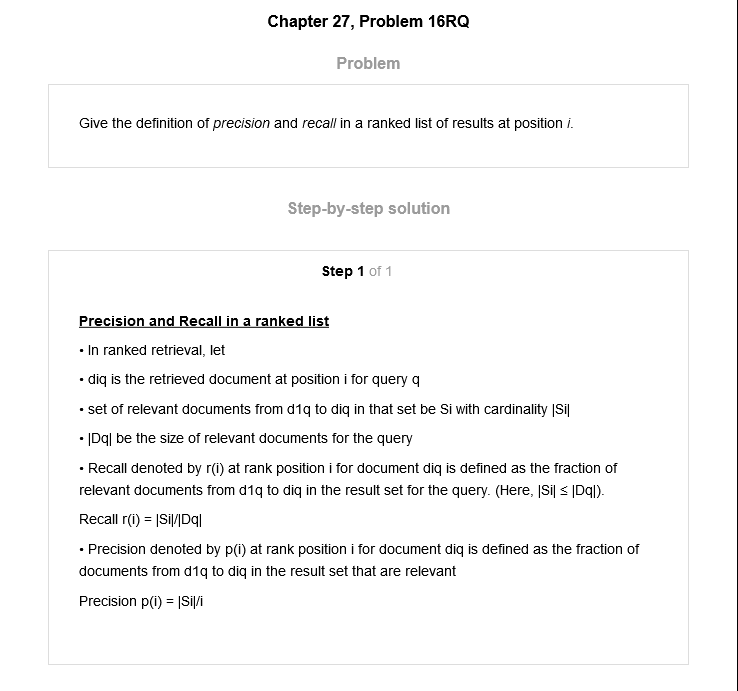 Chapter 27, Problem 16RQ
Problem
Give the definition of precision and recall in a ranked list of results at position i.
Step-by-step solution
Step 1 of 1
Precision and Recall in a ranked list
• In ranked retrieval, let
• diq is the retrieved document at position i for query q
• set of relevant documents from d1q to diq in that set be Si with cardinality |Si|
• |Dq| be the size of relevant documents for the query
• Recall denoted by r(i) at rank position i for document diq is defined as the fraction of
relevant documents from d1q to diq in the result set for the query. (Here, |Si| ≤ |Dq|).
Recall r(i) = |Si|/|Dq|
• Precision denoted by p(i) at rank position i for document diq is defined as the fraction of
documents from d1q to diq in the result set that are relevant
Precision p(i) = |Si|/i